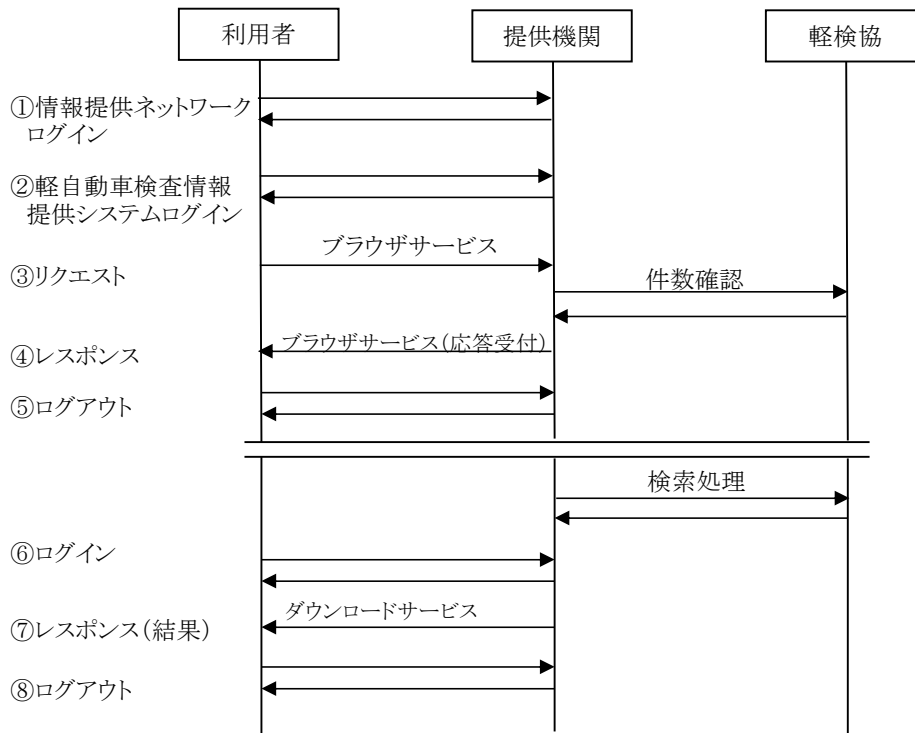 利用者
提供機関
軽検協
①情報提供ネットワーク
ログイン
②軽自動車検査情報
提供システムログイン
ブラウザサービス
③リクエスト
件数確認
ブラウザサービス(応答受付)
④レスポンス
⑤ログアウト
検索処理
⑥ログイン
ダウンロードサービス
⑦レスポンス(結果)
⑧ログアウト